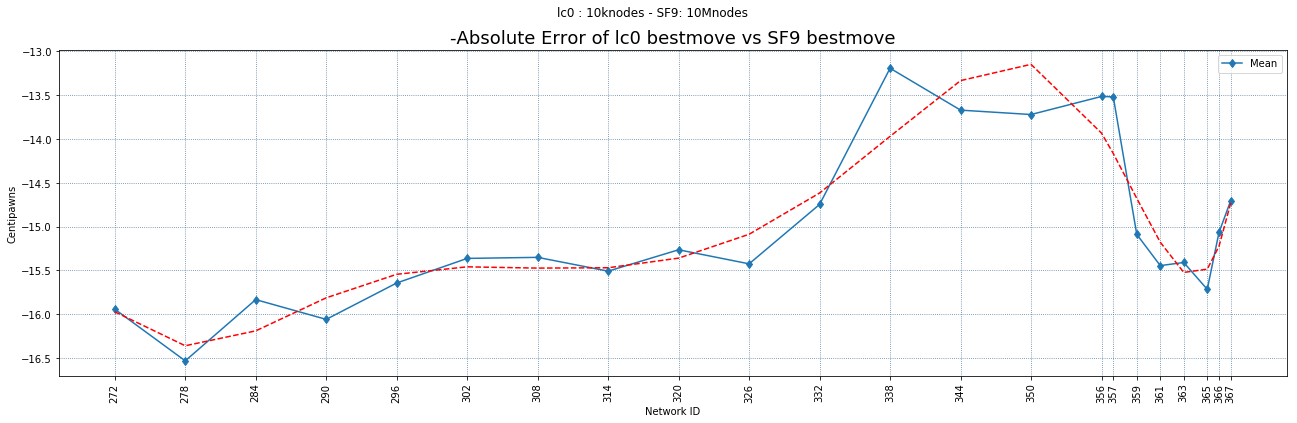 lc0 : 10knodes - SF9: 10Mnodes
-Absolute Error of lc0 bestmove vs SF9 bestmove
Mean
−13.0
−13.5
−14.0
−14.5
−15.0
−15.5
−16.0
−16.5
Centipawns
272 278 284 290 296 302 308 314 320 326 332 338 344 350 356 357 359 361 363 365 366 367
Network ID